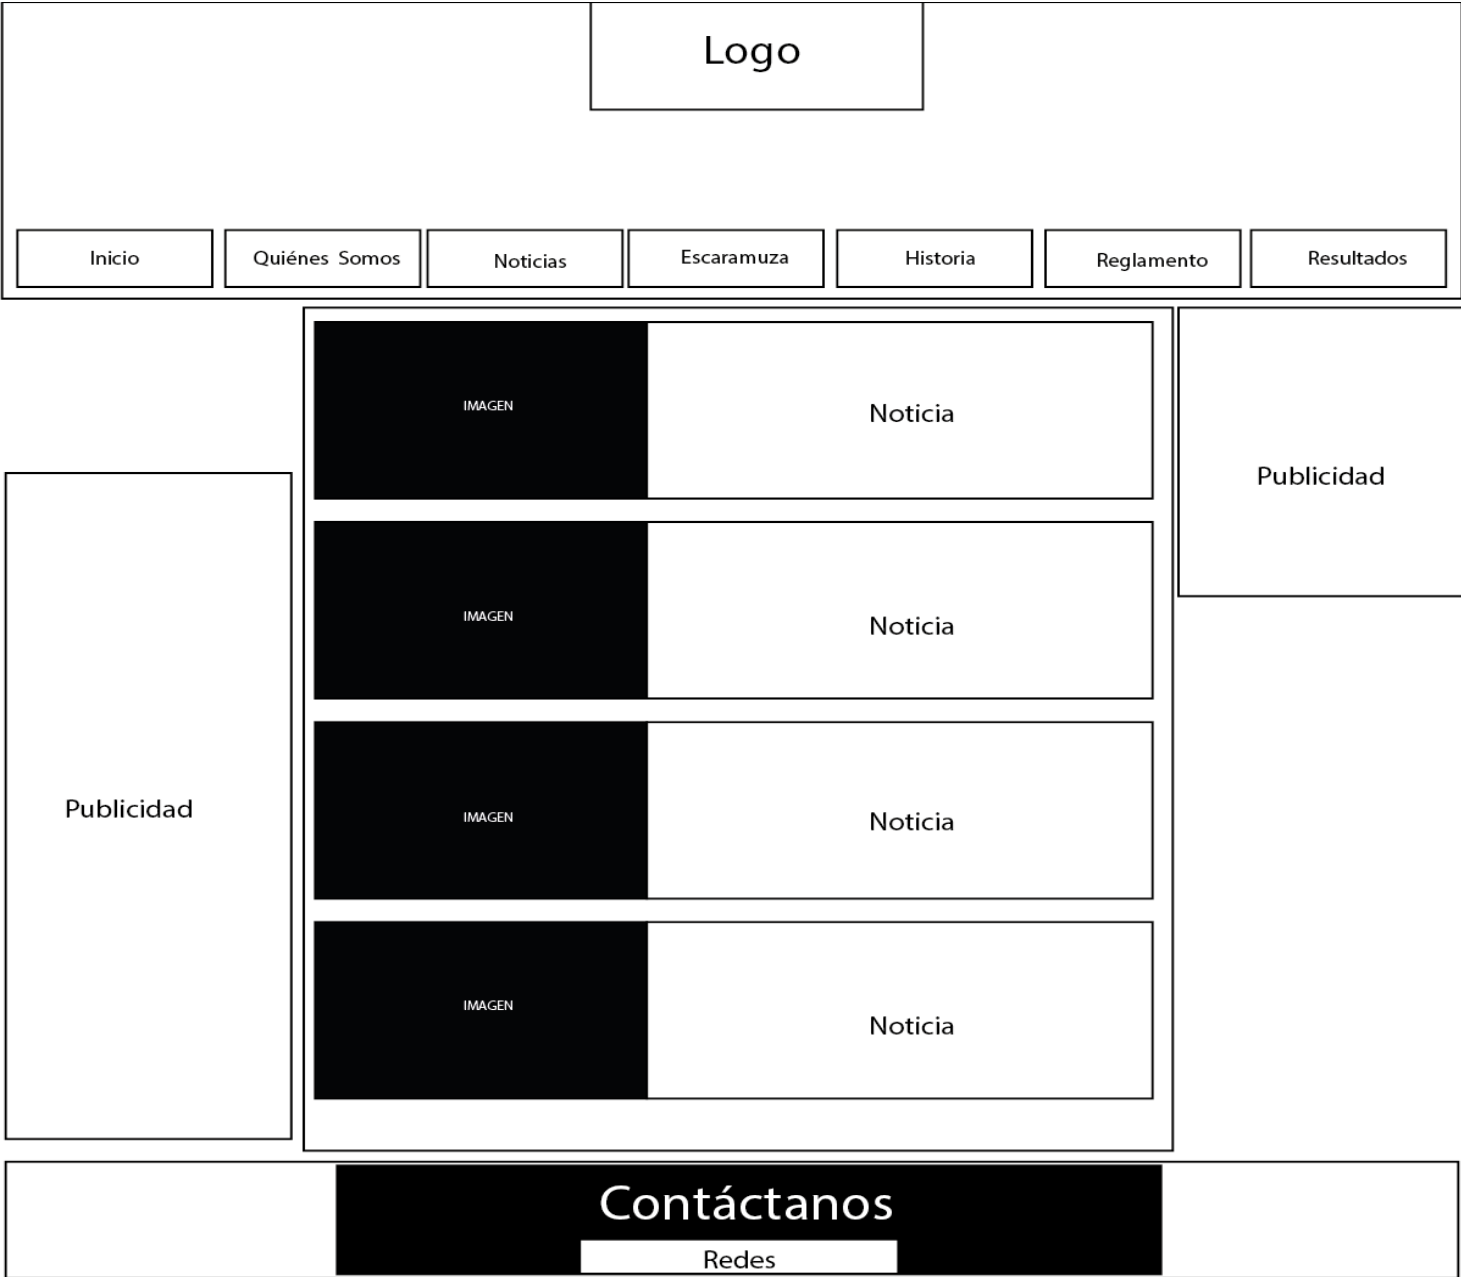 Logo
Inicio
Quiénes Somos
Noticias
Escaramuza
Historia
Reglamento
Resultados
IMAGEN
Noticia
Publicidad
IMAGEN
Noticia
Publicidad
IMAGEN
Noticia
IMAGEN
Noticia
Contáctanos
Redes